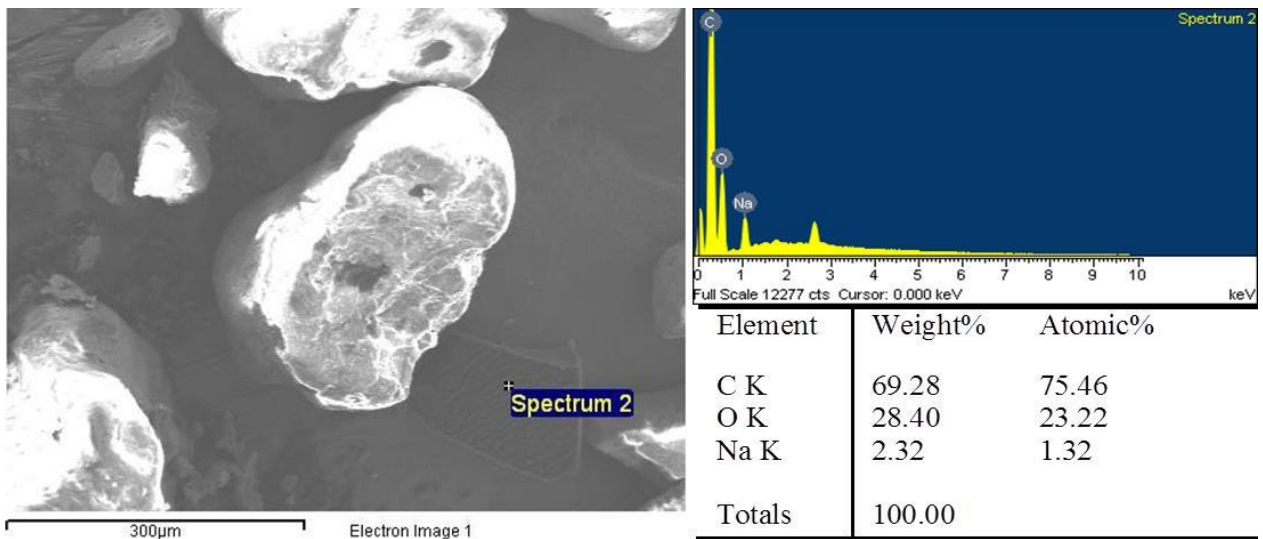 Spectrum 2
300µm
Electron Image 1
Spectrum 2
C
O
Na
0 1 2 3 4 5 6 7 8 9 10
Full Scale 12277 cts Cursor: 0.000 keV
keV
Element Weight% Atomic%
C K 69.28 75.46
O K 28.40 23.22
Na K 2.32 1.32
Totals 100.00